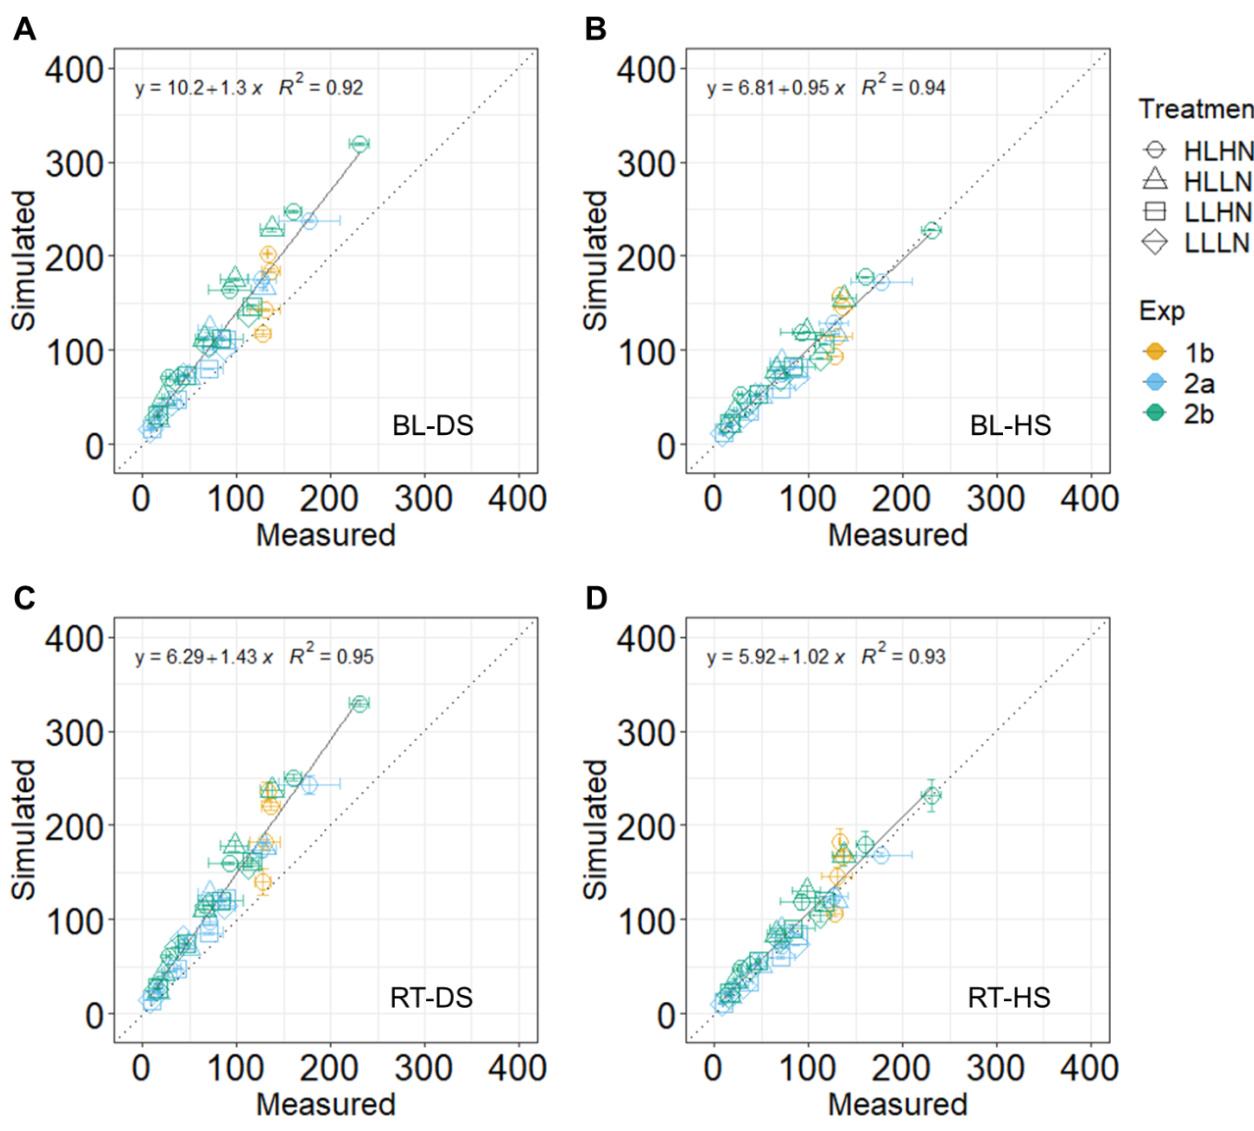 A
B
y = 10.2+1.3 x R2 = 0.92
y = 6.81+0.95 x R2 = 0.94
400
300
200
100
0
Simulated
BL-DS
0 100 200 300 400
Measured
400
300
200
100
0
Simulated
BL-HS
0 100 200 300 400
Measured
Treatmen
HLHN
HLLN
LLHN
LLLN
Exp
1b
2a
2b
C
D
y = 6.29+1.43 x R2 = 0.95
y = 5.92+1.02 x R2 = 0.93
400
300
200
100
0
Simulated
RT-DS
0 100 200 300 400
Measured
400
300
200
100
0
Simulated
RT-HS
0 100 200 300 400
Measured